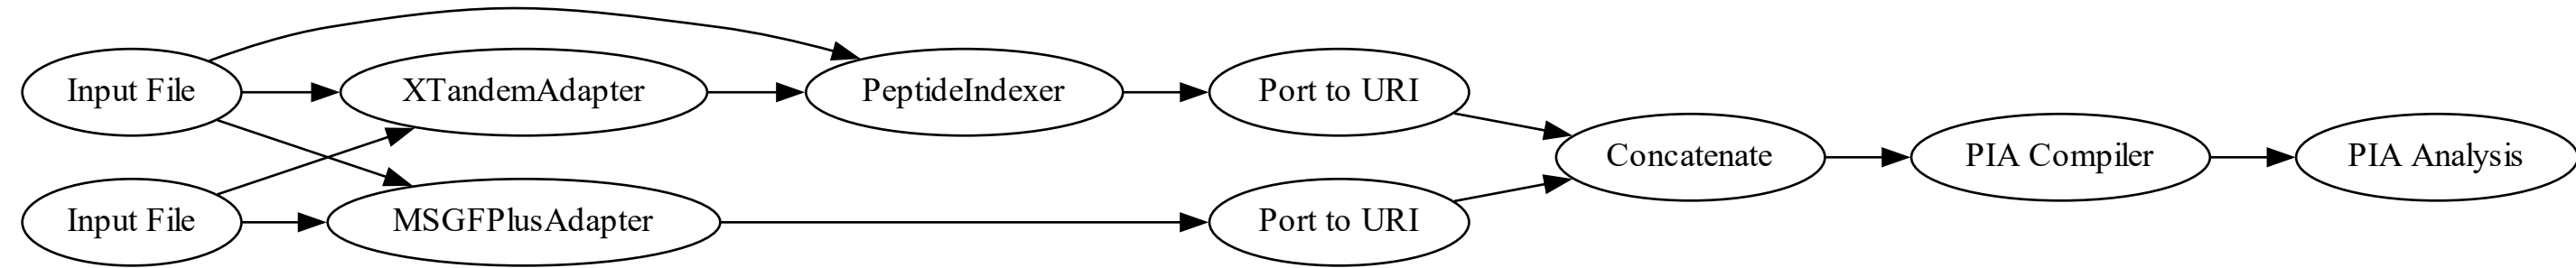 Input File
XTandemAdapter
PeptideIndexer
Port to URI
Input File
MSGFPlusAdapter
Port to URI
Concatenate
PIA Compiler
PIA Analysis